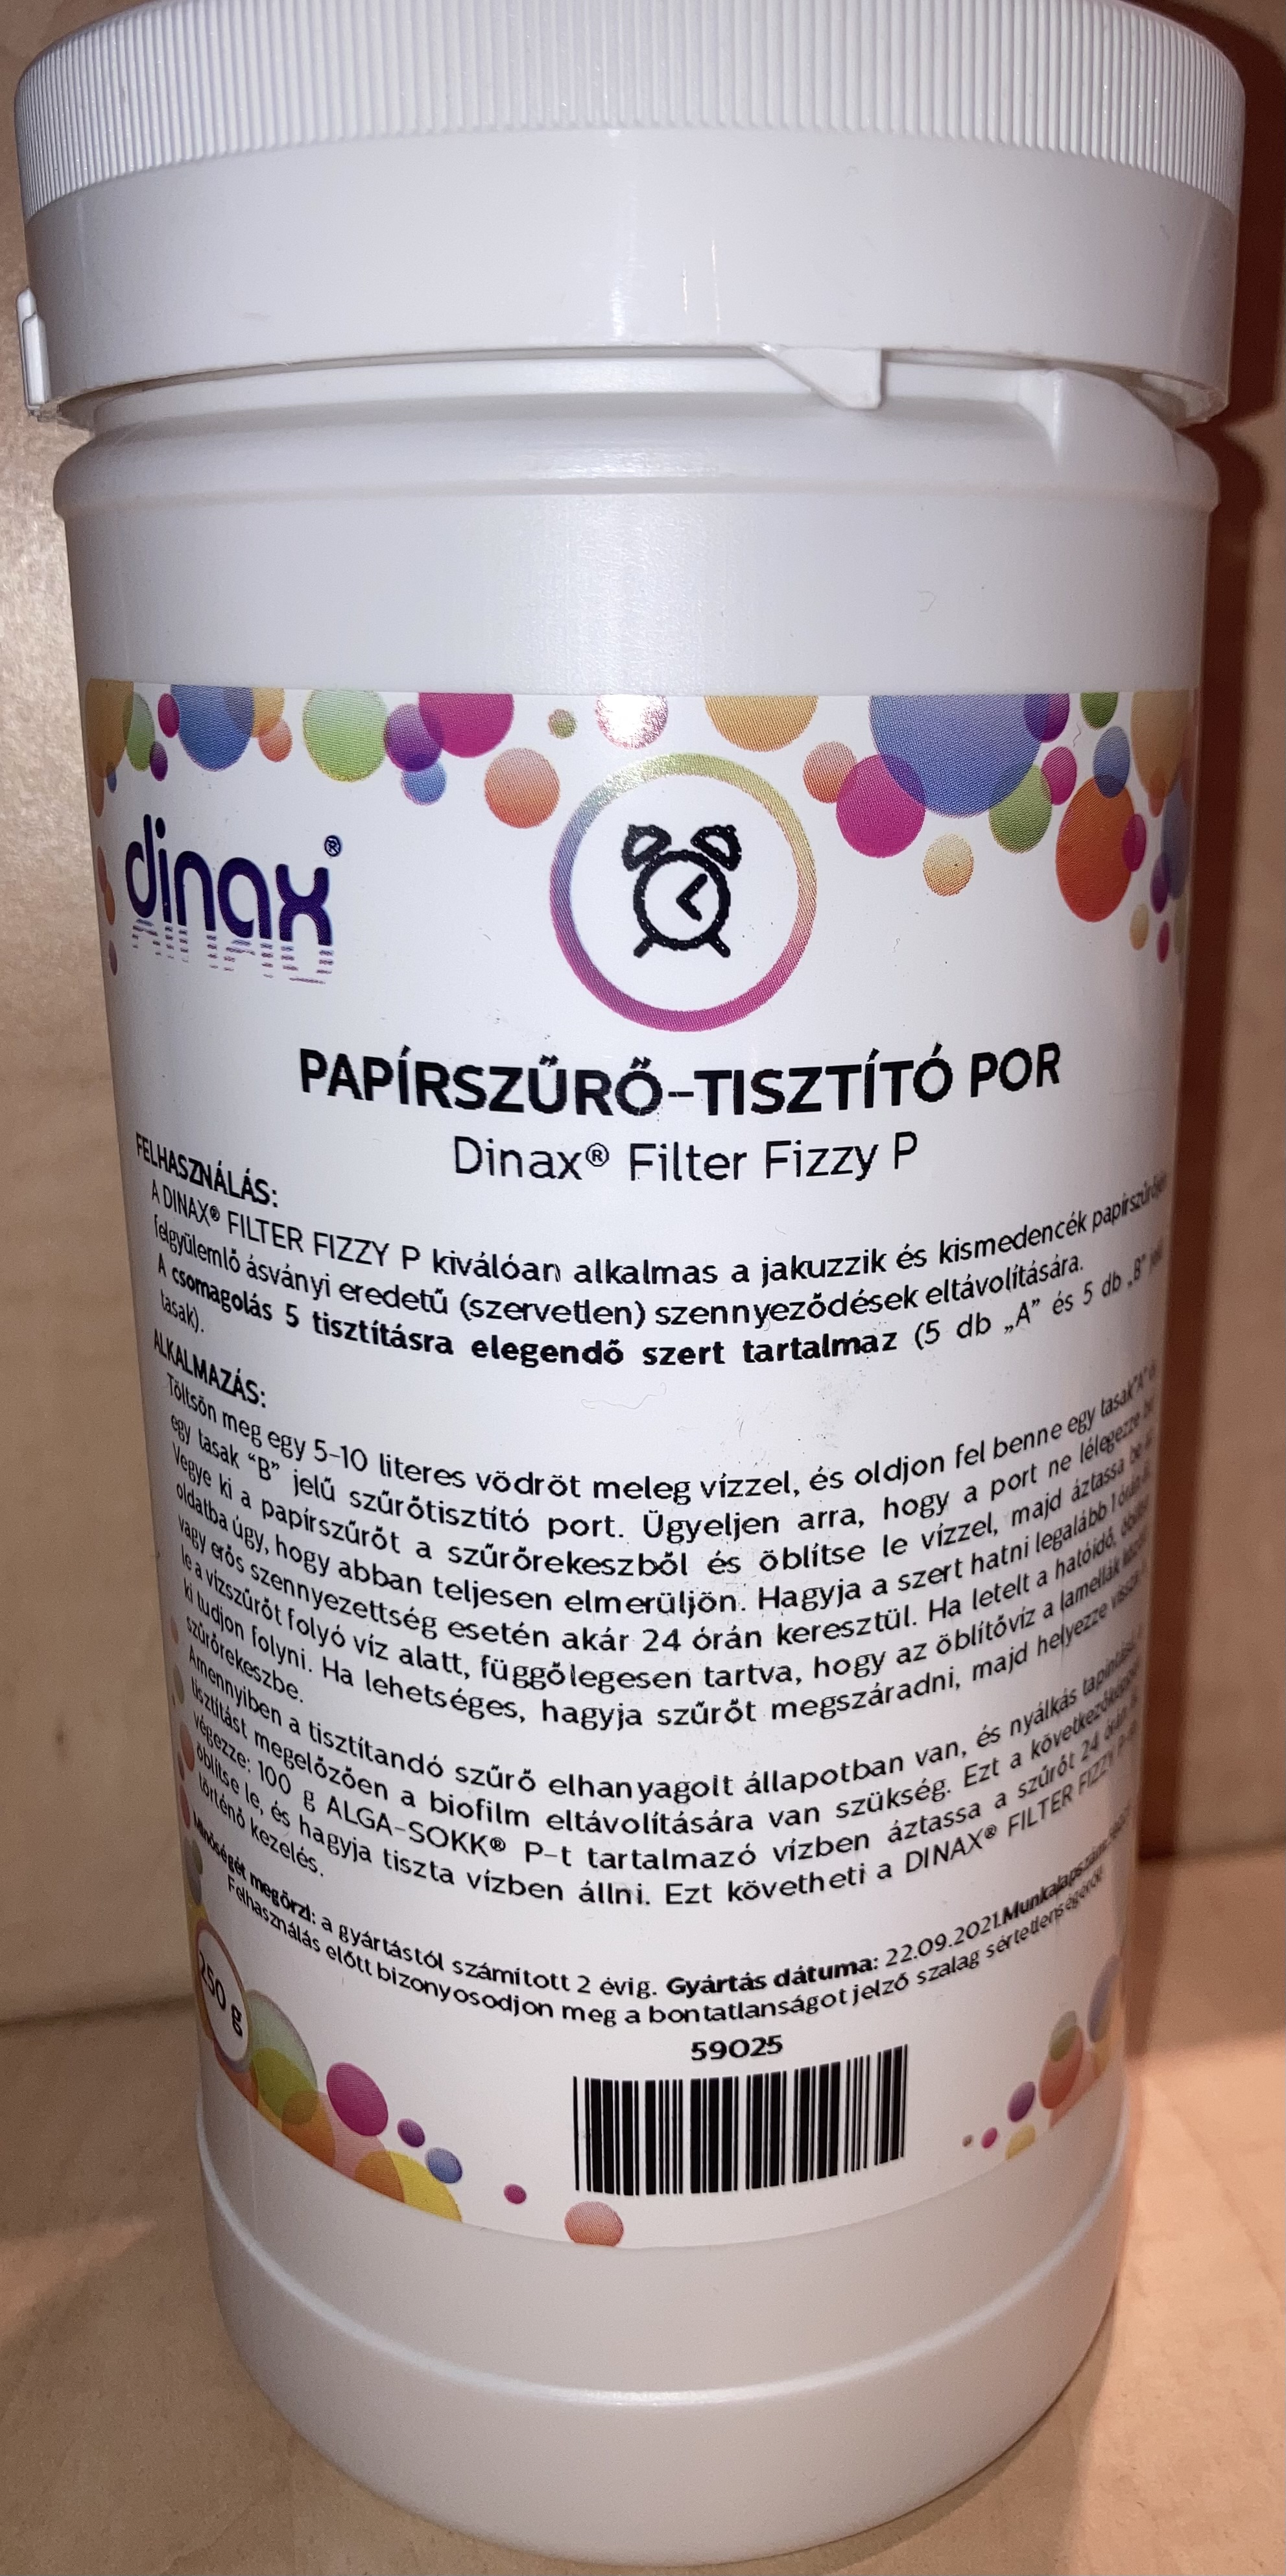 dinax®
PAPÍRSZŰRŐ-TISZTÍTÓ POR
Dinax® Filter Fizzy P
FELHASZNÁLÁS:
A DINAX® FILTER FIZZY P kiválóan alkalmas a jakuzzik és kismedencék papírszűrőjén
felgyülemlő ásványi eredetű (szervetlen) szennyeződések eltávolítására.
A csomagolás 5 tisztításra elegendő szert tartalmaz (5 db „A” és 5 db „B”
tasak).
ALKALMAZÁS:
Töltsön meg egy 5-10 literes vödröt meleg vízzel, és oldjon fel benne egy tasak "A"
egy tasak “B” jelű szűrőtisztító port. Ügyeljen arra, hogy a port ne lélegezze
Vegye ki a papírszűrőt a szűrőrekeszből és öblítse le vízzel, majd áztassa be
oldatba úgy, hogy abban teljesen elmerüljön. Hagyja a szert hatni legalább 1
vagy erős szennyezettség esetén akár 24 órán keresztül. Ha letelt a hatóidő,
le a vízszűrőt folyó víz alatt, függőlegesen tartva, hogy az öblítővíz a lamellák
ki tudjon folyni. Ha lehetséges, hagyja szűrőt megszáradni, majd helyezze
szűrőrekeszbe.
Amennyiben a tisztítandó szűrő elhanyagolt állapotban van, és nyálkás
tisztítást megelőzően a biofilm eltávolítására van szükség. Ezt a következőképpen
végezze: 100 g ALGA-SOKK® P-t tartalmazó vízben áztassa a szűrőt 24
öblítse le, és hagyja tiszta vízben állni. Ezt követheti a DINAX® FILTER FIZZY
történő kezelés.
Minőségét megőrzi: a gyártástól számított 2 évig. Gyártás dátuma: 22.09.2021.
Felhasználás előtt bizonyosodjon meg a bontatlanságot jelző szalag sértetlenségéről!
50 g
59025